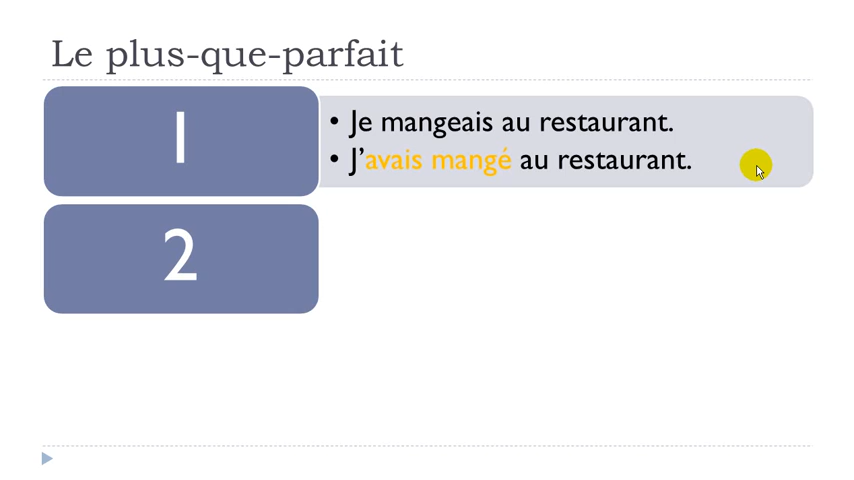 Le plus-que-parfait
1
• Je mangeais au restaurant.
• J’avais mangé au restaurant.
2